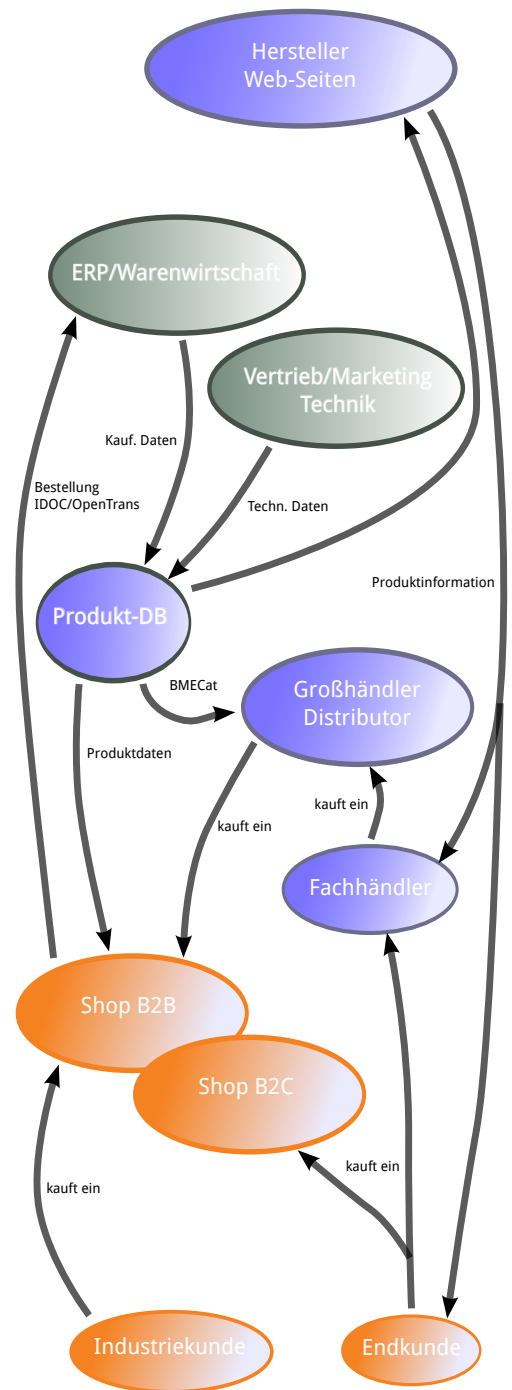 Hersteller
Web-Seiten
ERP/Warenwirtschaft
Vertrieb/Marketing
Technik
Kauf. Daten
Bestellung
IDOC/OpenTrans
Techn. Daten
Produktinformation
Produkt-DB
BMECat
Großhändler
Distributor
Produktdaten
kauft ein
kauft ein
Fachhändler
Shop B2B
Shop B2C
kauft ein
kauft ein
Industriekunde
Endkunde